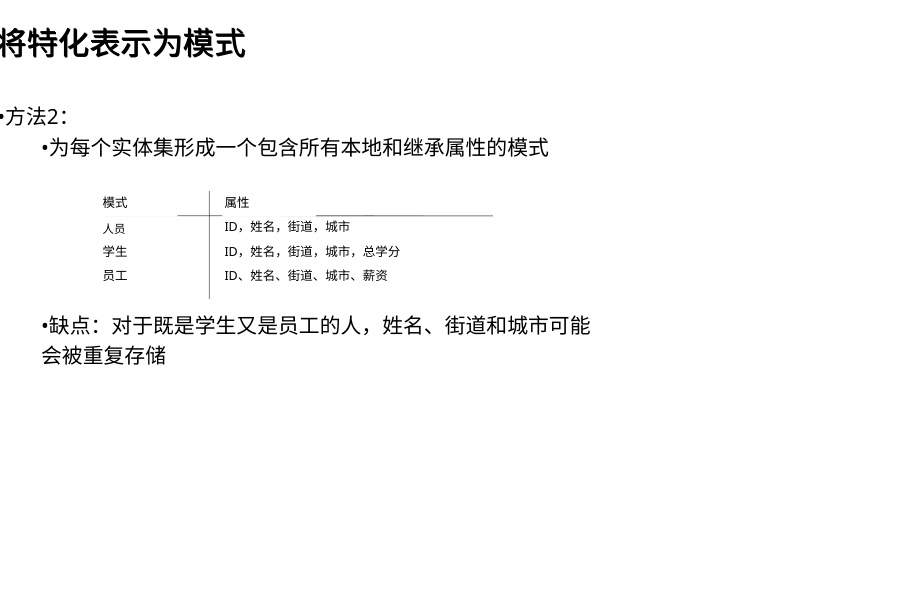 将特化表示为模式
•方法2：
•为每个实体集形成一个包含所有本地和继承属性的模式
模式 属性
人员 ID，姓名，街道，城市
学生 ID，姓名，街道，城市，总学分
员工 ID、姓名、街道、城市、薪资
•缺点：对于既是学生又是员工的人，姓名、街道和城市可能
会被重复存储